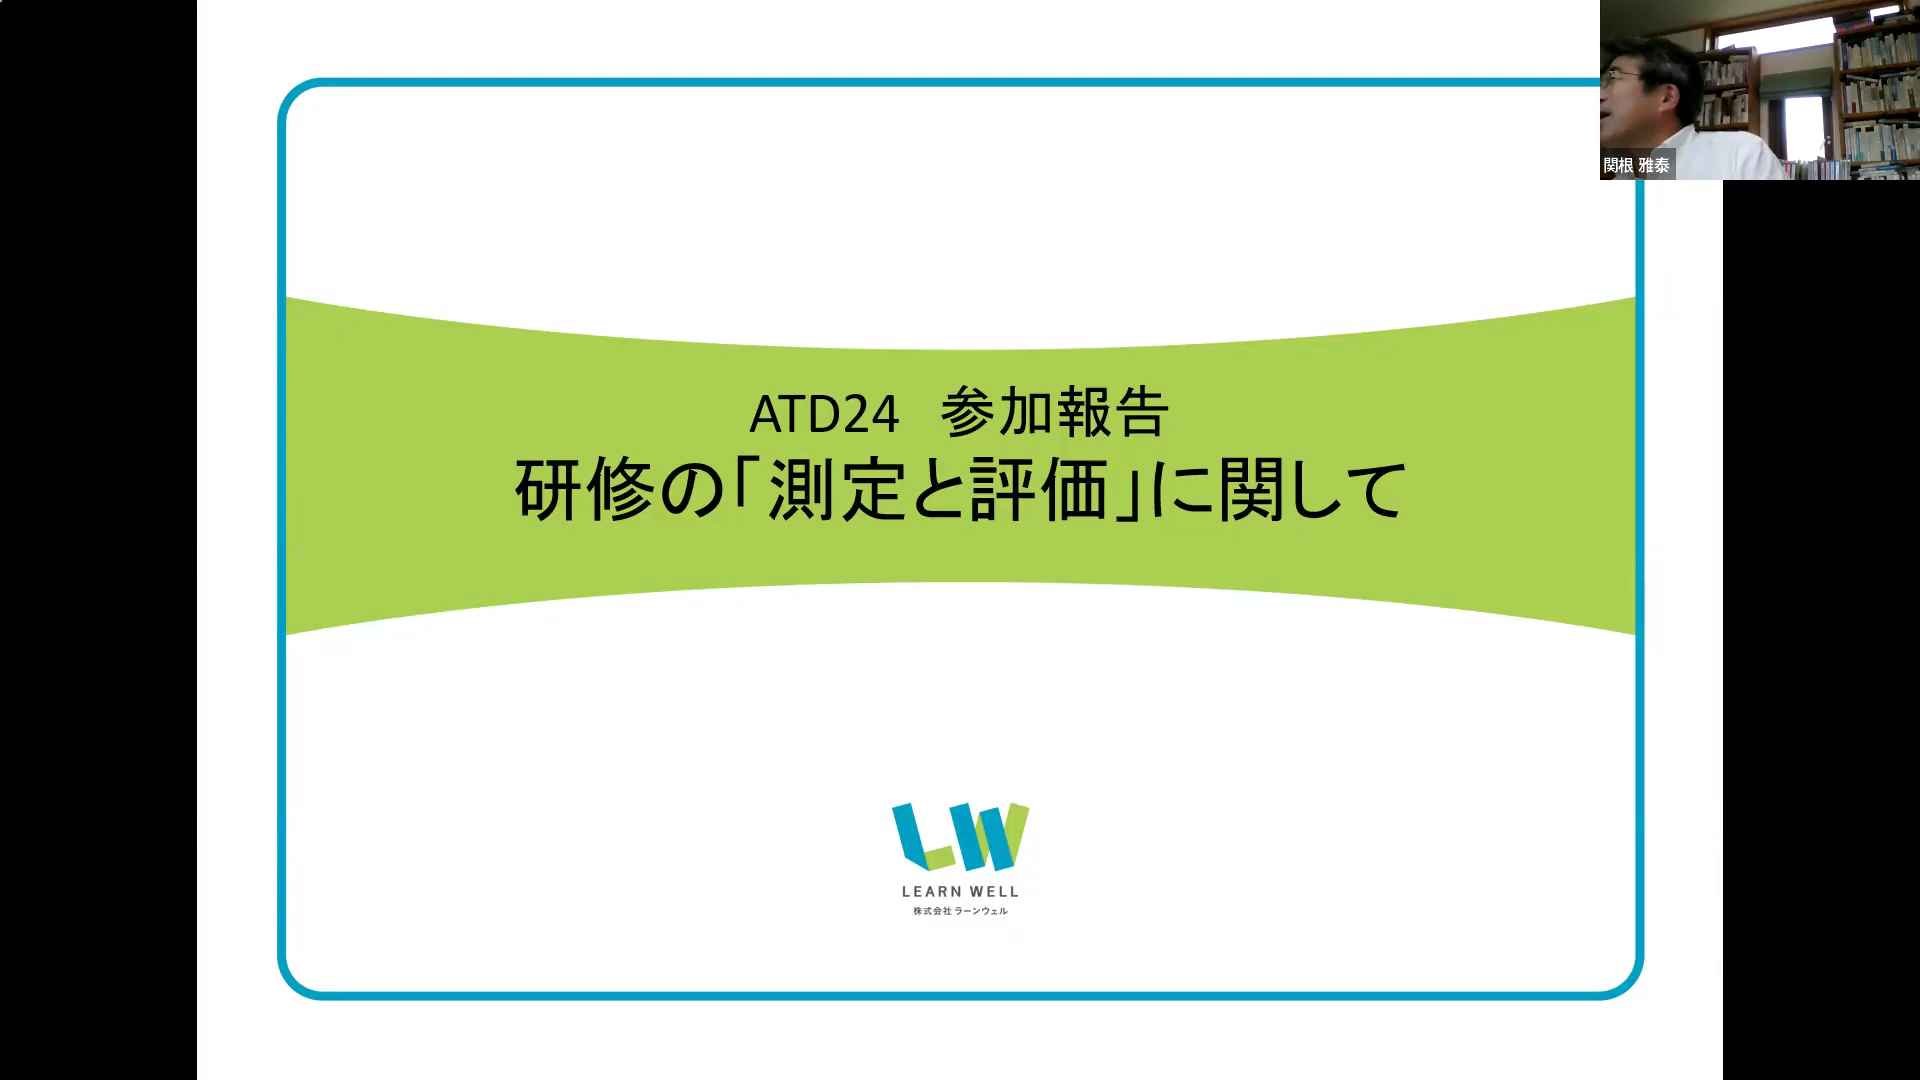 関根 雅泰
ATD24　参加報告
研修の「測定と評価」に関して
LW
LEARN WELL
株式会社 ラーンウェル